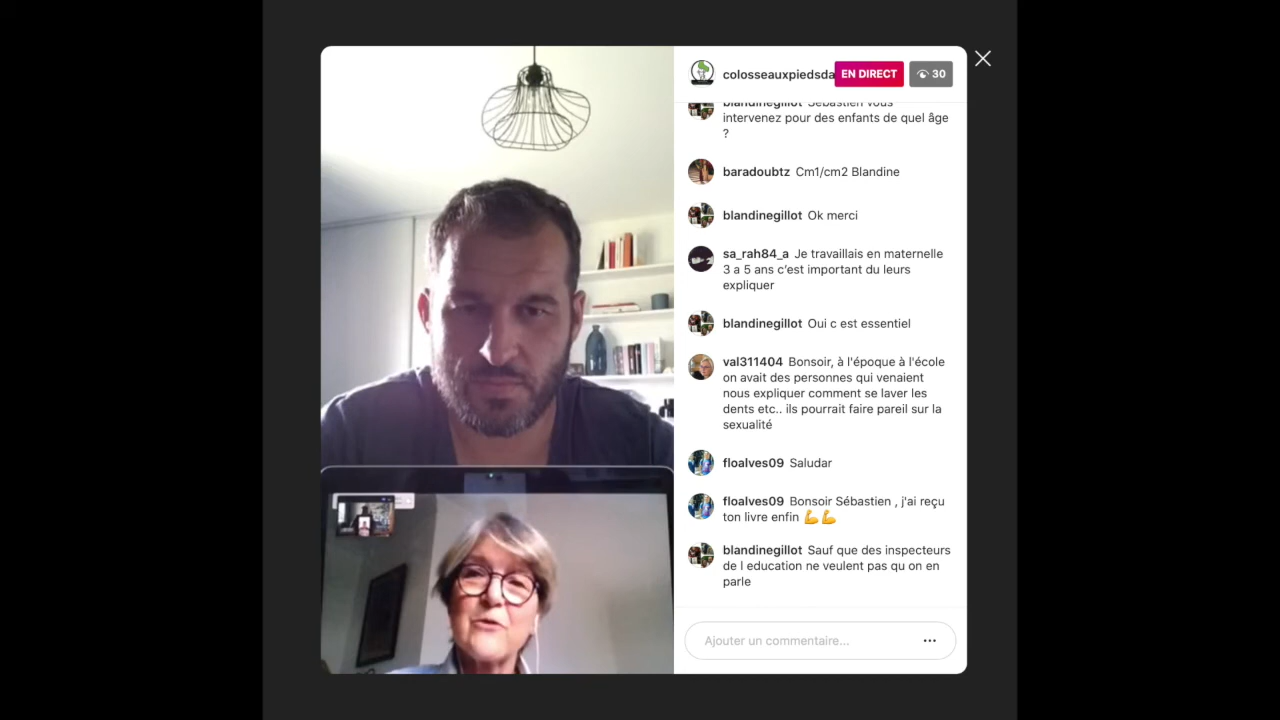 colosseauxpiedsda
EN DIRECT
30
blandinegillot Sébastien vous
intervenez pour des enfants de quel âge
?
baradoubtz Cm1/cm2 Blandine
blandinegillot Ok merci
sa_rah84_a Je travaillais en maternelle
3 a 5 ans c'est important du leurs
expliquer
blandinegillot Oui c est essentiel
val311404 Bonsoir, à l'époque à l'école
on avait des personnes qui venaient
nous expliquer comment se laver les
dents etc.. ils pourrait faire pareil sur la
sexualité
floalves09 Saludar
floalves09 Bonsoir Sébastien , j'ai reçu
ton livre enfin 💪💪
blandinegillot Sauf que des inspecteurs
de l education ne veulent pas qu on en
parle
Ajouter un commentaire...